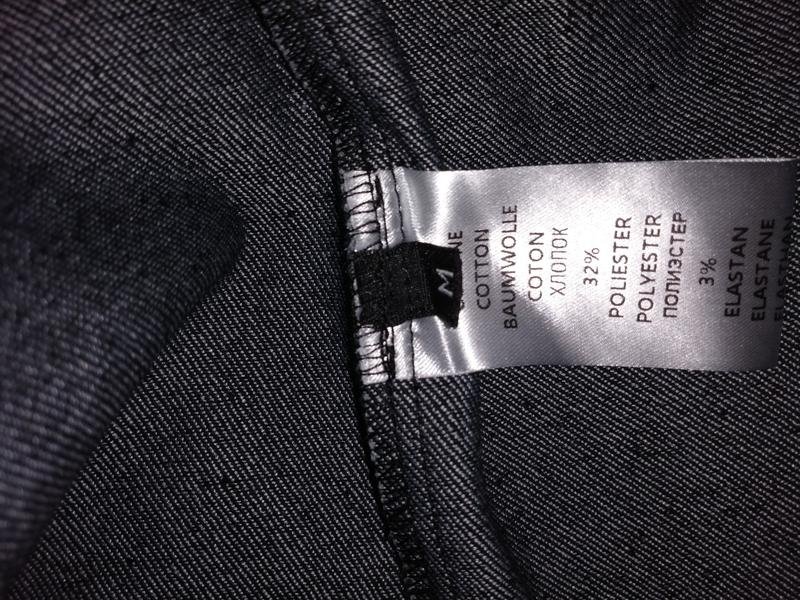 M
COTTON
BAUMWOLLE
COTON
ХЛОПОК
32%
POLIESTER
POLYESTER
ПОЛИЭСТЕР
3%
ELASTAN
ELASTANE